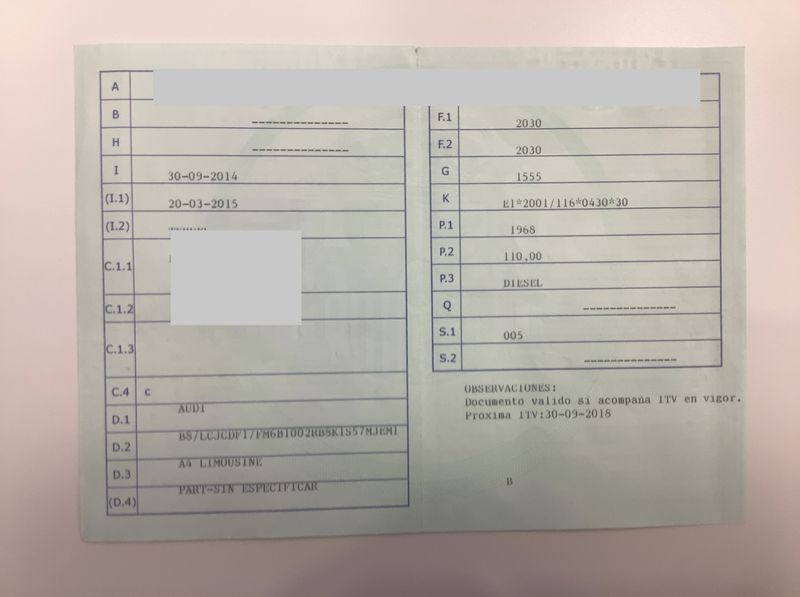 A
B --------------
H --------------
I 30-09-2014
(I.1) 20-03-2015
(I.2)
C.1.1
C.1.2
C.1.3
C.4 c
D.1 AUDI
D.2
D.3 A4 LIMOUSINE
(D.4) PART-SIN ESPECIFICAR
F.1 2030
F.2 2030
G 1555
K E1*2001/116*0430*30
P.1 1968
P.2 110,00
P.3 DIESEL
Q --------------
S.1 005
S.2 --------------
OBSERVACIONES:
Documento valido si acompaña ITV en vigor.
Proxima ITV:30-09-2018
B